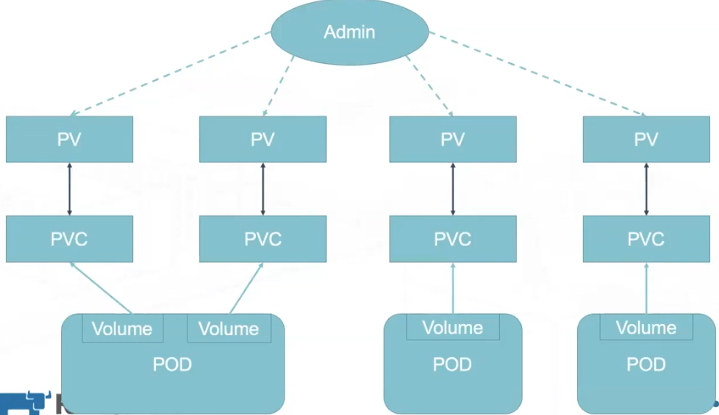 Admin
PV PV PV PV
PVC PVC PVC PVC
Volume Volume Volume Volume
POD POD POD